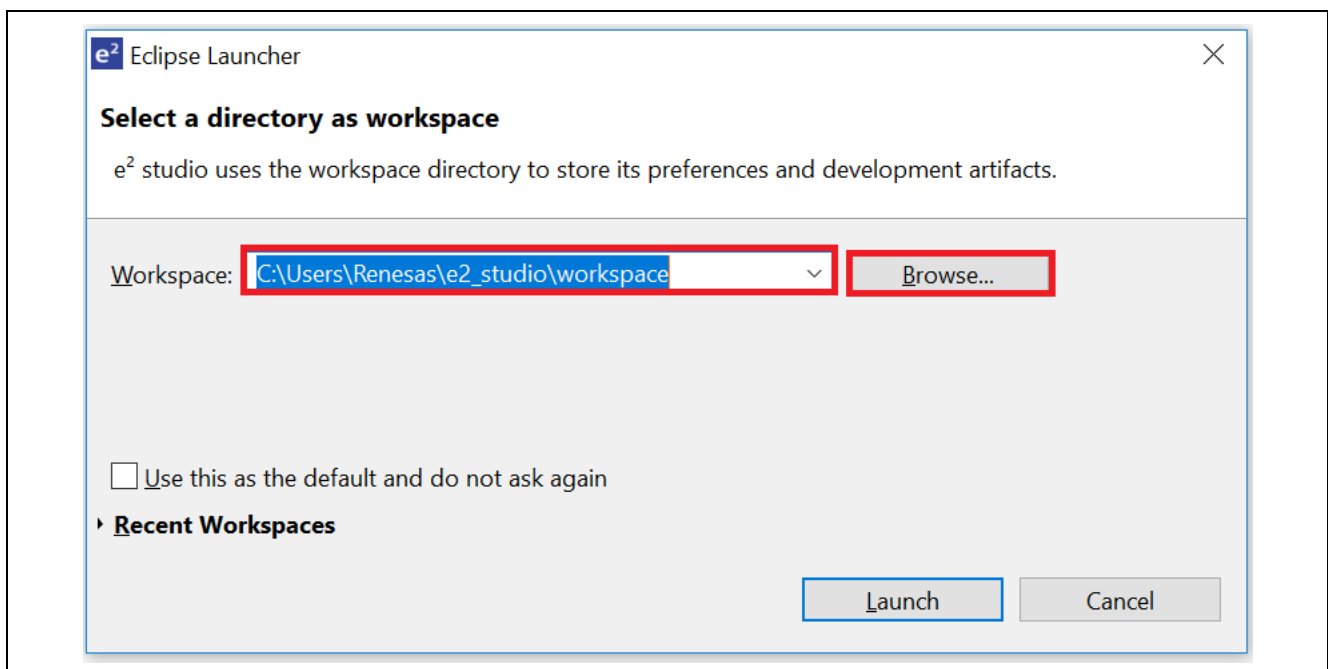 e² Eclipse Launcher
Select a directory as workspace
e² studio uses the workspace directory to store its preferences and development artifacts.
Workspace: C:\Users\Renesas\e2_studio\workspace Browse...
Use this as the default and do not ask again
Recent Workspaces
Launch Cancel